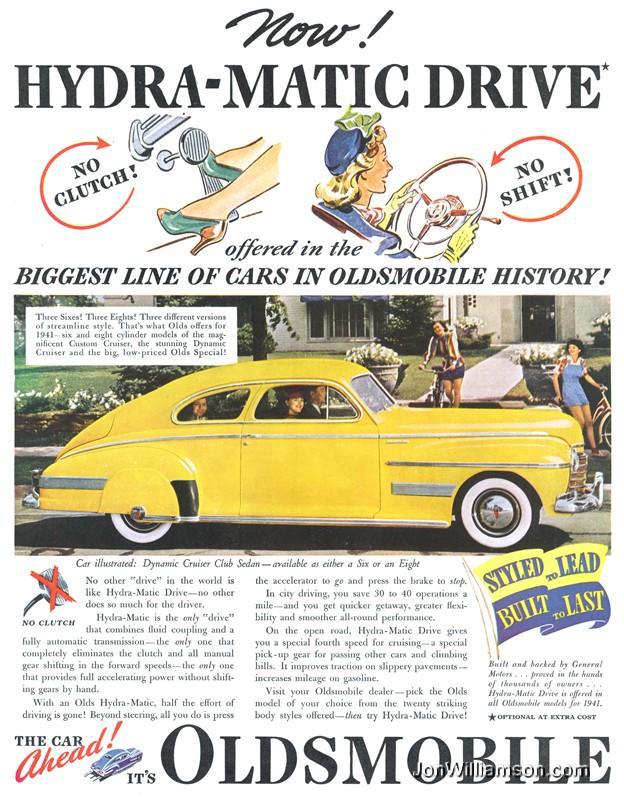 Now!
HYDRA-MATIC DRIVE★
NO
CLUTCH!
NO
SHIFT!
offered in the
BIGGEST LINE OF CARS IN OLDSMOBILE HISTORY!
Three Sixes! Three Eights! Three different versions
of streamline style. That's what Olds offers for
1941—six and eight cylinder models of the mag-
nificent Custom Cruiser, the stunning Dynamic
Cruiser and the big, low-priced Olds Special!
Car illustrated: Dynamic Cruiser Club Sedan—available as either a Six or an Eight
NO CLUTCH
No other "drive" in the world is
like Hydra-Matic Drive—no other
does so much for the driver.
Hydra-Matic is the only "drive"
that combines fluid coupling and a
fully automatic transmission—the only one that
completely eliminates the clutch and all manual
gear shifting in the forward speeds—the only one
that provides full accelerating power without shift-
ing gears by hand.
With an Olds Hydra-Matic, half the effort of
driving is gone! Beyond steering, all you do is press
the accelerator to go and press the brake to stop.
In city driving, you save 30 to 40 operations a
mile—and you get quicker getaway, greater flexi-
bility and smoother all-round performance.
On the open road, Hydra-Matic Drive gives
you a special fourth speed for cruising—a special
pick-up gear for passing other cars and climbing
hills. It improves traction on slippery pavements—
increases mileage on gasoline.
Visit your Oldsmobile dealer—pick the Olds
model of your choice from the twenty striking
body styles offered—then try Hydra-Matic Drive!
STYLED TO LEAD
BUILT TO LAST
Built and backed by General
Motors . . . proved in the hands
of thousands of owners . . .
Hydra-Matic Drive is offered in
all Oldsmobile models for 1941.
★OPTIONAL AT EXTRA COST
THE CAR
Ahead!
IT'S OLDSMOBILE
JonWilliamson.com